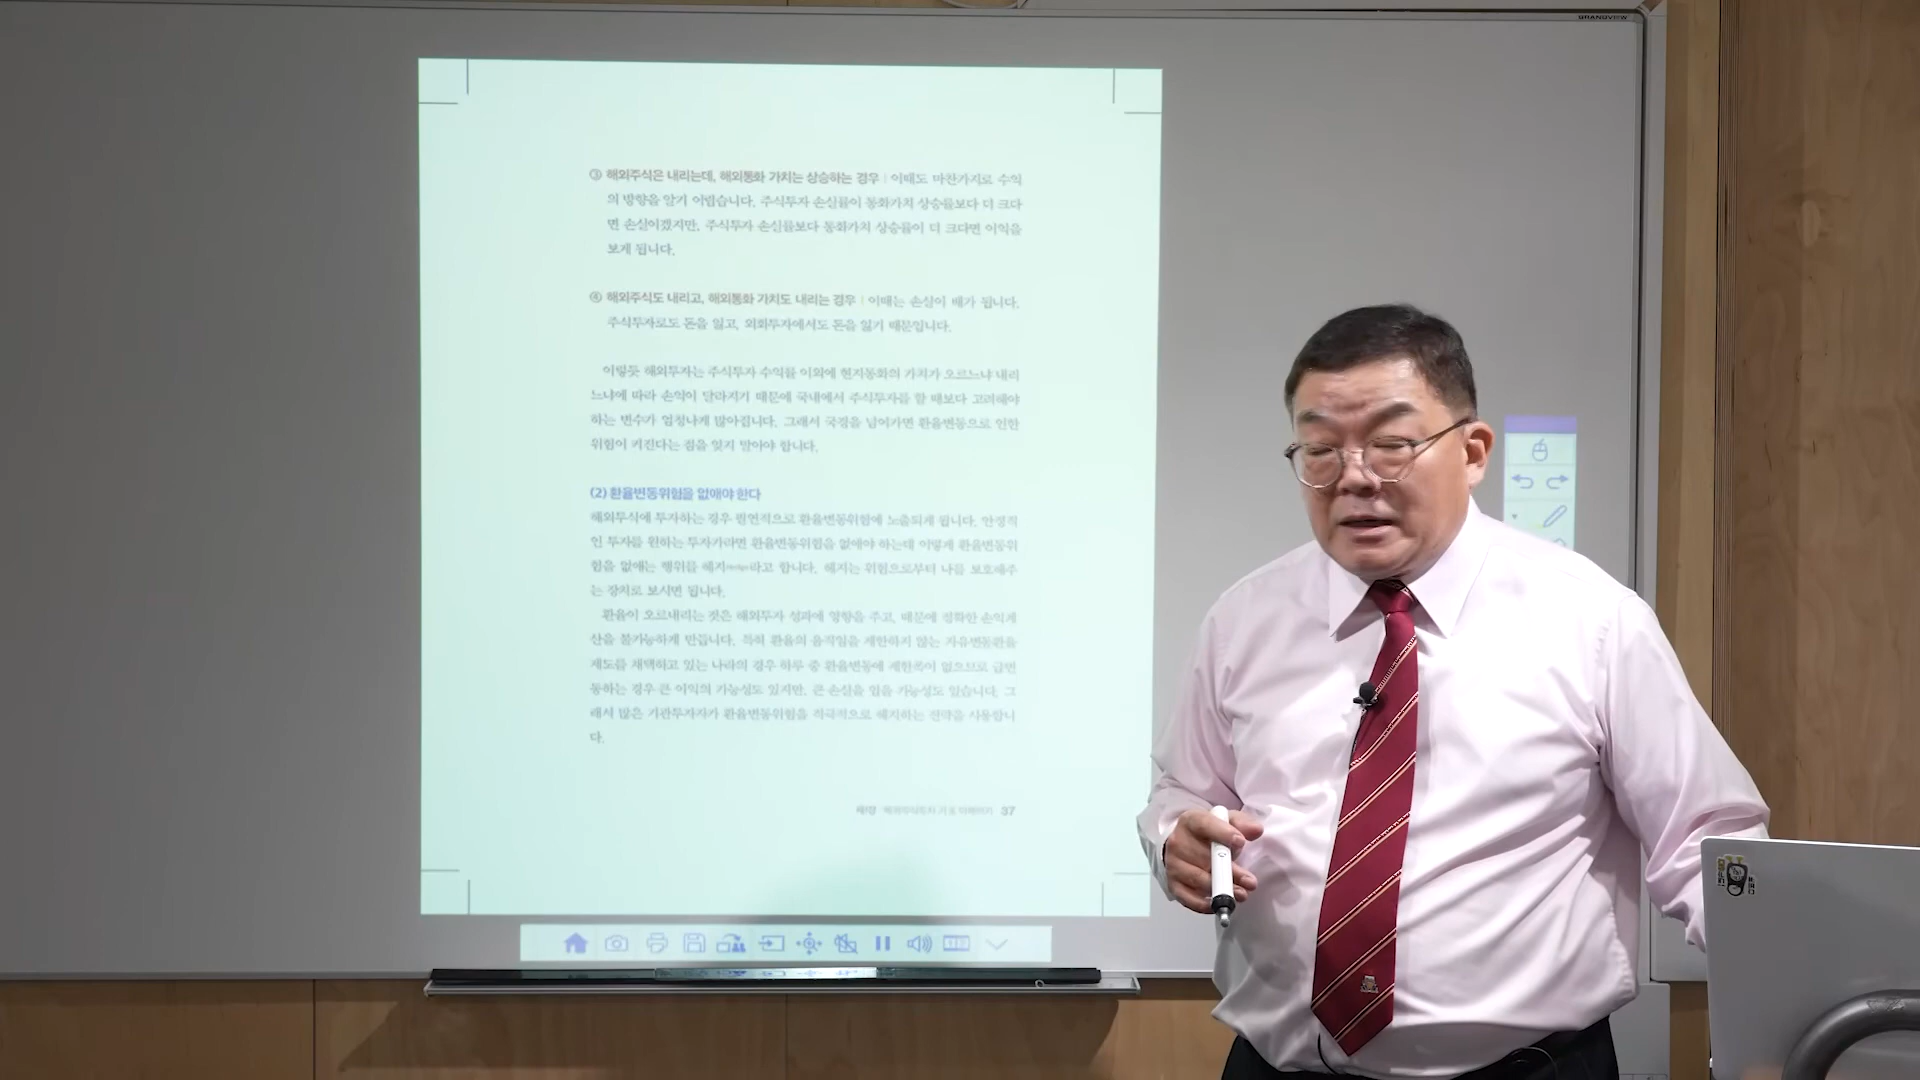 GRANDVIEW
③ 해외주식은 내리는데, 해외통화 가치는 상승하는 경우 | 이때도 마찬가지로 수익
의 방향을 알기 어렵습니다. 주식투자 손실률이 통화가치 상승률보다 더 크다
면 손실이겠지만, 주식투자 손실률보다 통화가치 상승률이 더 크다면 이익을
보게 됩니다.
④ 해외주식도 내리고, 해외통화 가치도 내리는 경우 | 이때는 손실이 배가 됩니다.
주식투자로도 돈을 잃고, 외화투자에서도 돈을 잃기 때문입니다.
이렇듯 해외투자는 주식투자 수익률 이외에 현지통화의 가치가 오르느냐 내리
느냐에 따라 손익이 달라지기 때문에 국내에서 주식투자를 할 때보다 고려해야
하는 변수가 엄청나게 많아집니다. 그래서 국경을 넘어가면 환율변동으로 인한
위험이 커진다는 점을 잊지 말아야 합니다.
(2) 환율변동위험을 없애야 한다
해외투식에 투자하는 경우 필연적으로 환율변동위험에 노출되게 됩니다. 안정적
인 투자를 원하는 투자가라면 환율변동위험을 없애야 하는데 이렇게 환율변동위
험을 없애는 행위를 헤지라고 합니다. 헤지는 위험으로부터 나를 보호해주
는 장치로 보시면 됩니다.
환율이 오르내리는 것은 해외투자 성과에 영향을 주고, 때문에 정확한 손익계
산을 불가능하게 만듭니다. 특히 환율의 움직임을 제한하지 않는 자유변동환율
제도를 채택하고 있는 나라의 경우 하루 중 환율변동에 제한폭이 없으므로 급변
동하는 경우 큰 이익의 가능성도 있지만, 큰 손실을 입을 가능성도 있습니다. 그
래서 많은 기관투자자가 환율변동위험을 적극적으로 헤지하는 전략을 사용합니
다.
해외주식투자 기초 이해하기 37